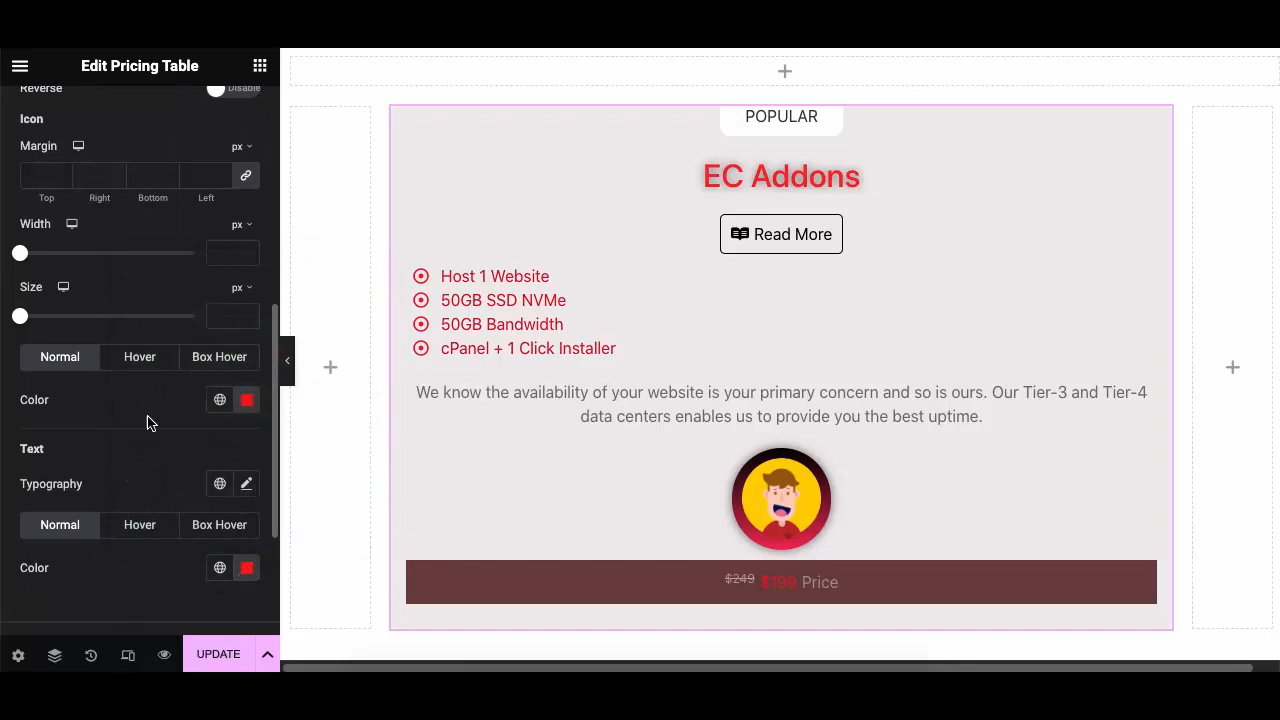 Edit Pricing Table
Reverse
Disable
Icon
Margin
px
Top
Right
Bottom
Left
Width
px
Size
px
Normal
Hover
Box Hover
Color
Text
Typography
Normal
Hover
Box Hover
Color
UPDATE
POPULAR
EC Addons
Read More
Host 1 Website
50GB SSD NVMe
50GB Bandwidth
cPanel + 1 Click Installer
We know the availability of your website is your primary concern and so is ours. Our Tier-3 and Tier-4
data centers enables us to provide you the best uptime.
$249 $199 Price